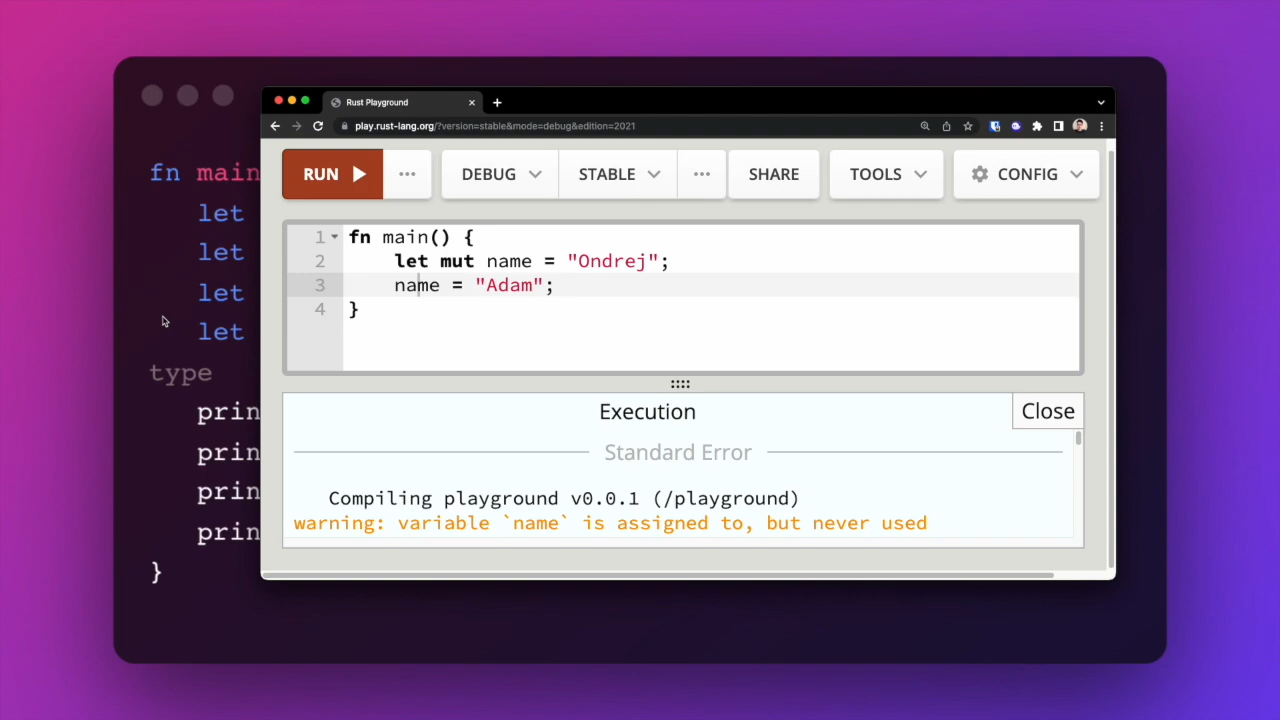 Rust Playground
play.rust-lang.org/?version=stable&mode=debug&edition=2021
RUN ... DEBUG STABLE ... SHARE TOOLS CONFIG
1 fn main() {
2 let mut name = "Ondrej";
3 name = "Adam";
4 }
Execution Close
Standard Error
Compiling playground v0.0.1 (/playground)
warning: variable `name` is assigned to, but never used
fn main
let
let
let
let
type
prin
prin
prin
prin
}